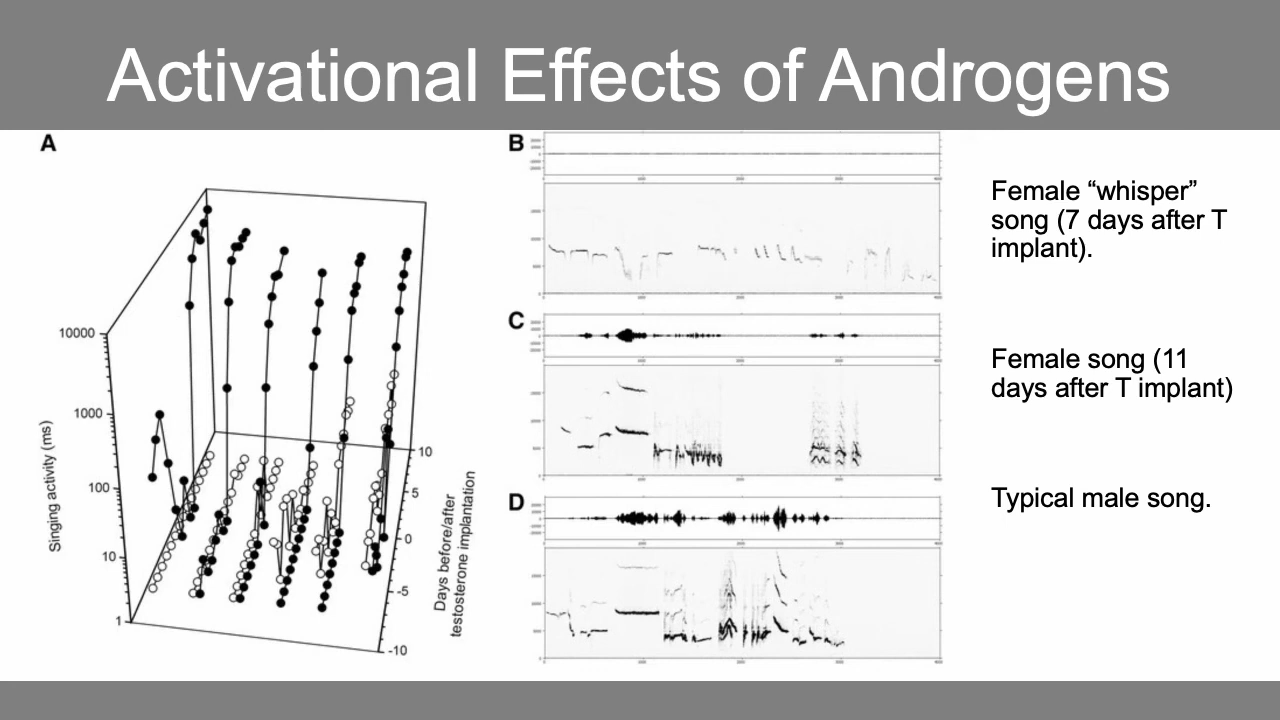 Activational Effects of Androgens
A
10000
1000
100
10
1
Singing activity (ms)
10
5
0
-5
-10
Days before/after
testosterone implantation
B
C
D
Female “whisper”
song (7 days after T
implant).
Female song (11
days after T implant)
Typical male song.